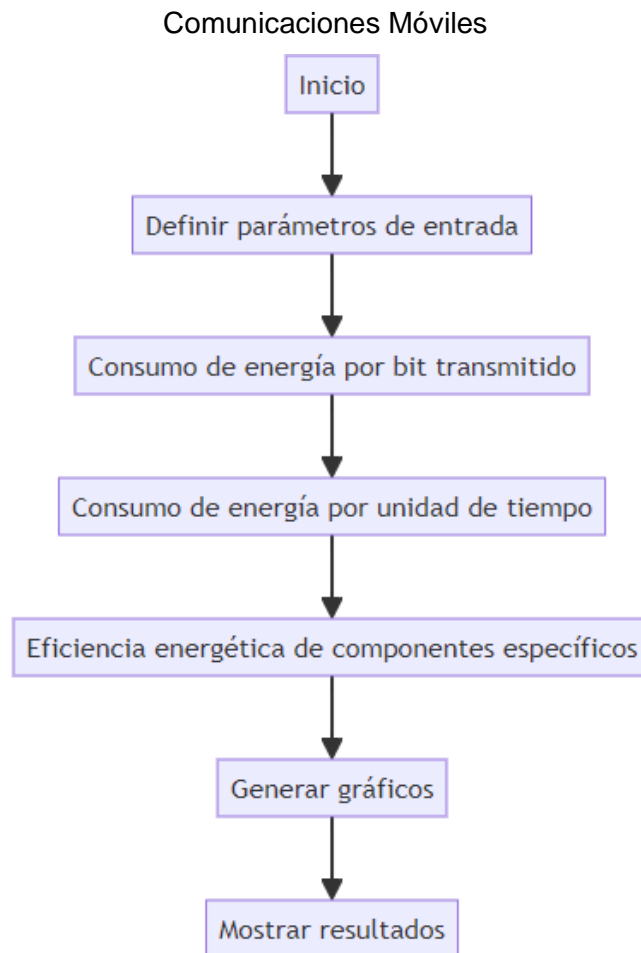 Comunicaciones Móviles
Inicio
Definir parámetros de entrada
Consumo de energía por bit transmitido
Consumo de energía por unidad de tiempo
Eficiencia energética de componentes específicos
Generar gráficos
Mostrar resultados